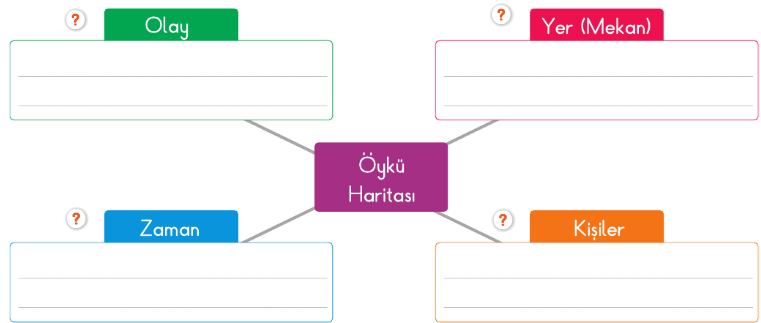 ?
Olay
?
Yer (Mekan)
Öykü
Haritası
?
Zaman
?
Kişiler